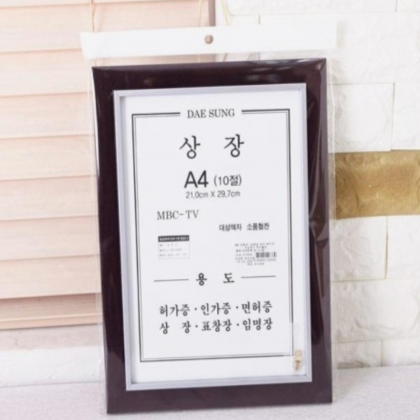 DAE SUNG
상 장
A4 (10절)
21.0cm X 29.7cm
MBC-TV
대성액자 소품협찬
용 도
허가증·인가증·면허증
상 장·표창장·임명장